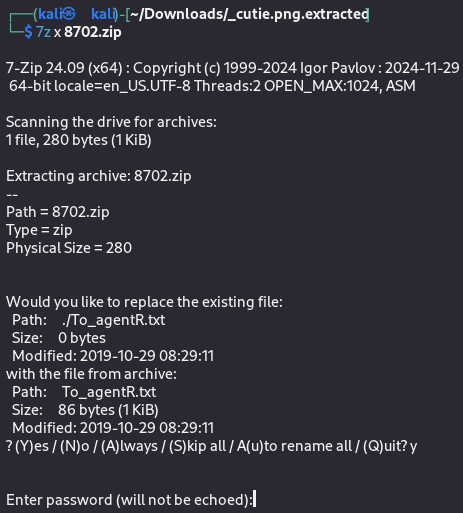 ┌──(kali㉿kali)-[~/Downloads/_cutie.png.extracted]
└─$ 7z x 8702.zip
7-Zip 24.09 (x64) : Copyright (c) 1999-2024 Igor Pavlov : 2024-11-29
64-bit locale=en_US.UTF-8 Threads:2 OPEN_MAX:1024, ASM
Scanning the drive for archives:
1 file, 280 bytes (1 KiB)
Extracting archive: 8702.zip
--
Path = 8702.zip
Type = zip
Physical Size = 280
Would you like to replace the existing file:
Path: ./To_agentR.txt
Size: 0 bytes
Modified: 2019-10-29 08:29:11
with the file from archive:
Path: To_agentR.txt
Size: 86 bytes (1 KiB)
Modified: 2019-10-29 08:29:11
? (Y)es / (N)o / (A)lways / (S)kip all / A(u)to rename all / (Q)uit? y
Enter password (will not be echoed):